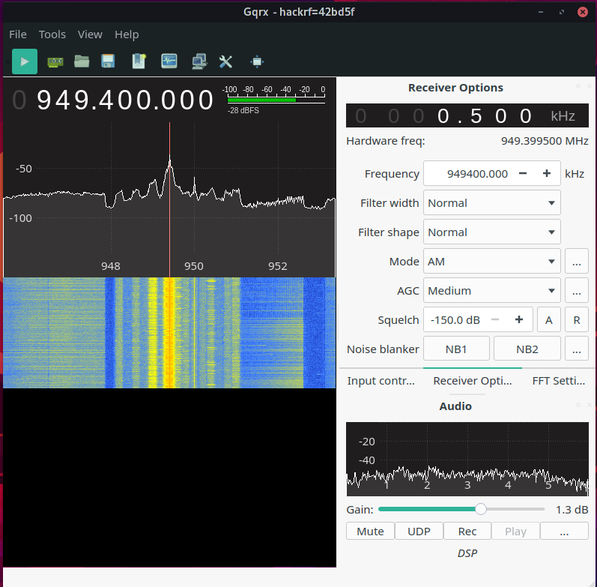 Gqrx - hackrf=42bd5f
File Tools View Help
0 949.400.000
-100 -80 -60 -40 -20 0
-28 dBFS
-50
-100
948 950 952
Receiver Options
0 0 0 0 . 5 0 0 kHz
Hardware freq: 949.399500 MHz
Frequency 949400.000 − + kHz
Filter width Normal
Filter shape Normal
Mode AM ...
AGC Medium ...
Squelch -150.0 dB − + A R
Noise blanker NB1 NB2 ...
Input contr... Receiver Opti... FFT Setti...
Audio
-20
-40
1 2 3 4 5
Gain: 1.3 dB
Mute UDP Rec Play ...
DSP